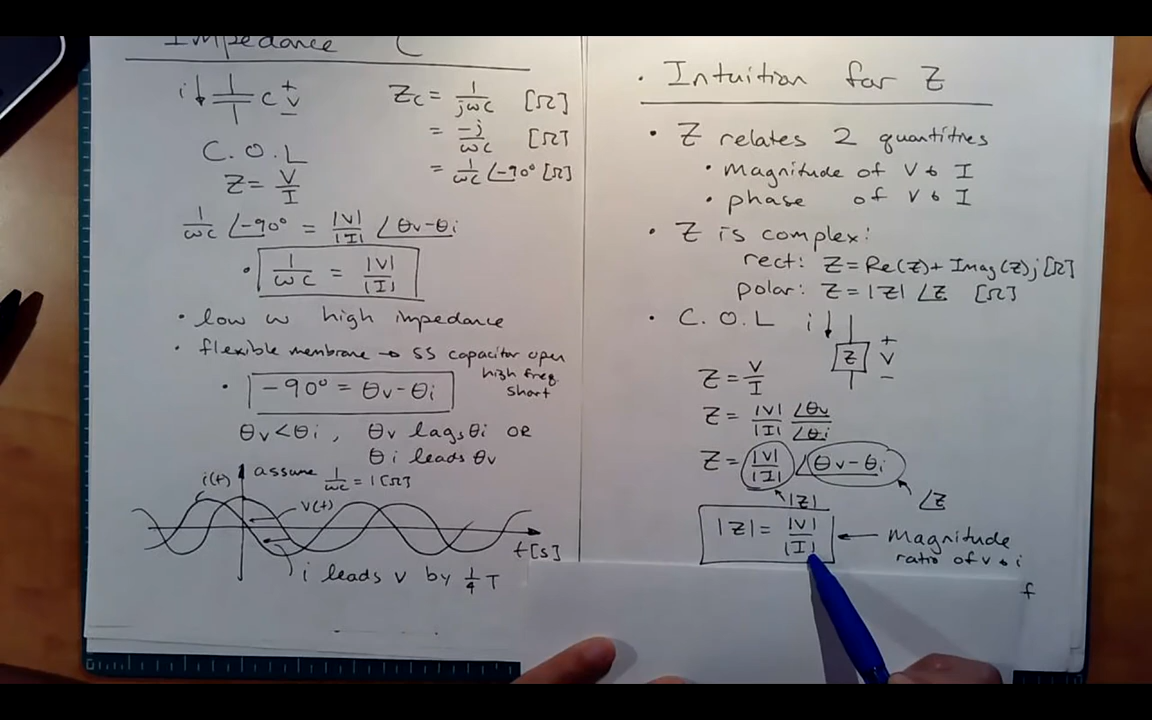 Impedance C
i C + v -
Zc = 1/jωC [Ω]
= -j/ωC [Ω]
= 1/ωC ∠-90° [Ω]
C.O.L
Z = V/I
1/ωC ∠-90° = |V|/|I| ∠θv-θi
• 1/ωC = |V|/|I|
• low ω high impedance
• flexible membrane → SS capacitor open
high freq. short
• -90° = θv-θi
θv<θi, θv lags θi OR
θi leads θv
i(t) assume 1/ωC = 1[Ω]
v(t)
t[s]
i leads v by 1/4 T
• Intuition for Z
• Z relates 2 quantities
• Magnitude of V & I
• phase of V & I
• Z is complex:
rect: Z=Re(Z)+Imag(Z)j[Ω]
polar: Z=|Z| ∠Z [Ω]
• C.O.L i Z + V -
Z = V/I
Z = |V|/|I| ∠θv/∠θi
Z = |V|/|I| ∠θv-θi
|Z| ∠Z
|Z| = |V|/|I| ← Magnitude
ratio of v & i
f